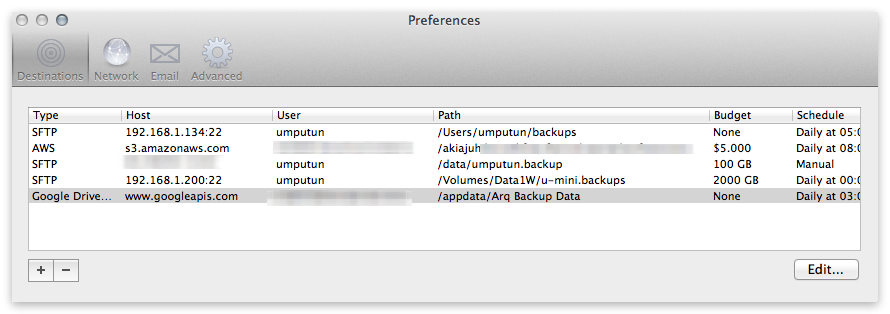 Preferences
Destinations Network Email Advanced
Type Host User Path Budget Schedule
SFTP 192.168.1.134:22 umputun /Users/umputun/backups None Daily at 05:0
AWS s3.amazonaws.com /akiajuh $5.000 Daily at 08:0
SFTP umputun /data/umputun.backup 100 GB Manual
SFTP 192.168.1.200:22 umputun /Volumes/Data1W/u-mini.backups 2000 GB Daily at 00:0
Google Drive... www.googleapis.com /appdata/Arq Backup Data None Daily at 03:0
+ − Edit...